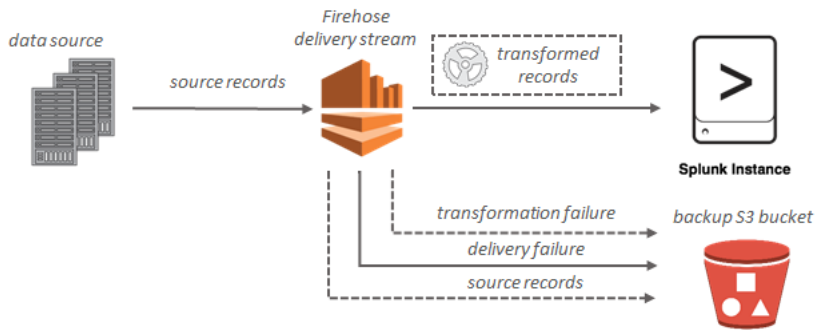 data source
source records
Firehose
delivery stream
transformed
records
>
Splunk Instance
transformation failure
backup S3 bucket
delivery failure
source records